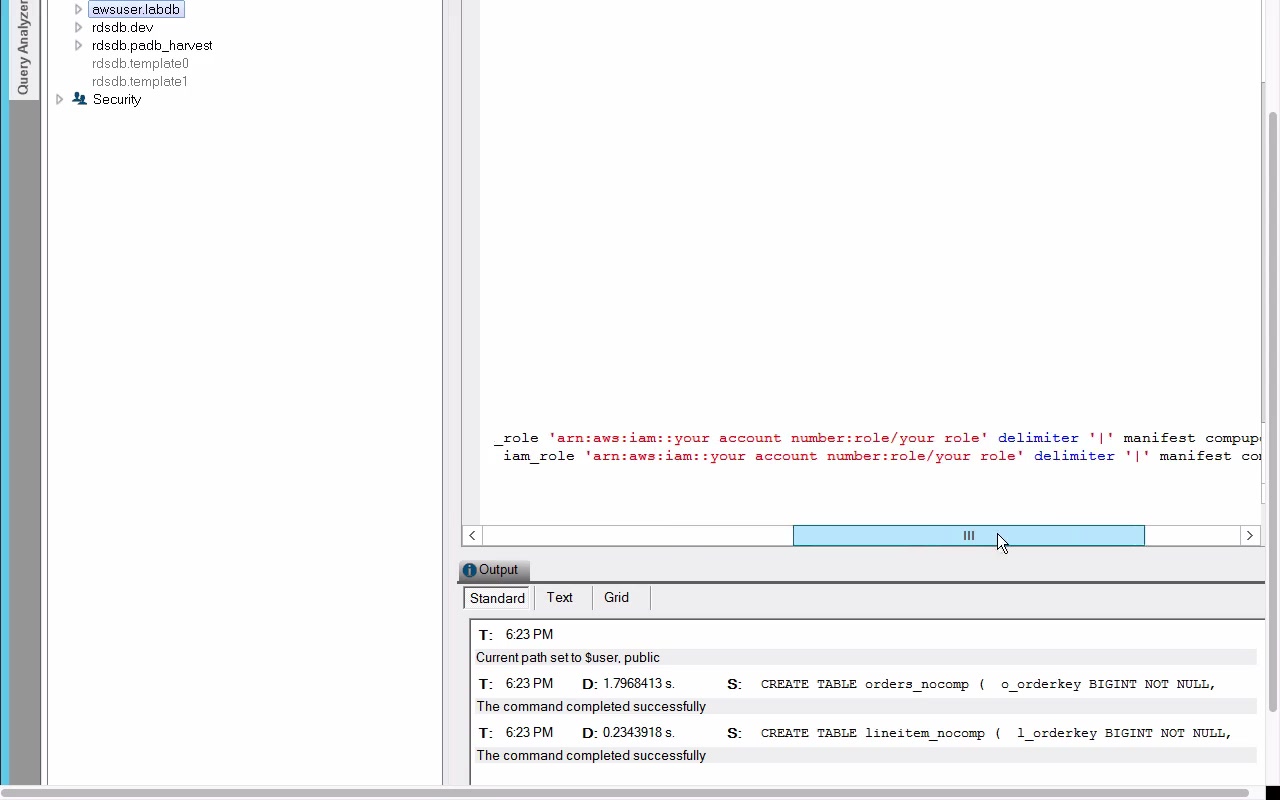 Query Analyzer
awsuser.labdb
rdsdb.dev
rdsdb.padb_harvest
rdsdb.template0
rdsdb.template1
Security
_role 'arn:aws:iam::your account number:role/your role' delimiter '|' manifest compup
iam_role 'arn:aws:iam::your account number:role/your role' delimiter '|' manifest co
Output
Standard Text Grid
T: 6:23 PM
Current path set to $user, public
T: 6:23 PM D: 1.7968413 s. S: CREATE TABLE orders_nocomp ( o_orderkey BIGINT NOT NULL,
The command completed successfully
T: 6:23 PM D: 0.2343918 s. S: CREATE TABLE lineitem_nocomp ( l_orderkey BIGINT NOT NULL,
The command completed successfully